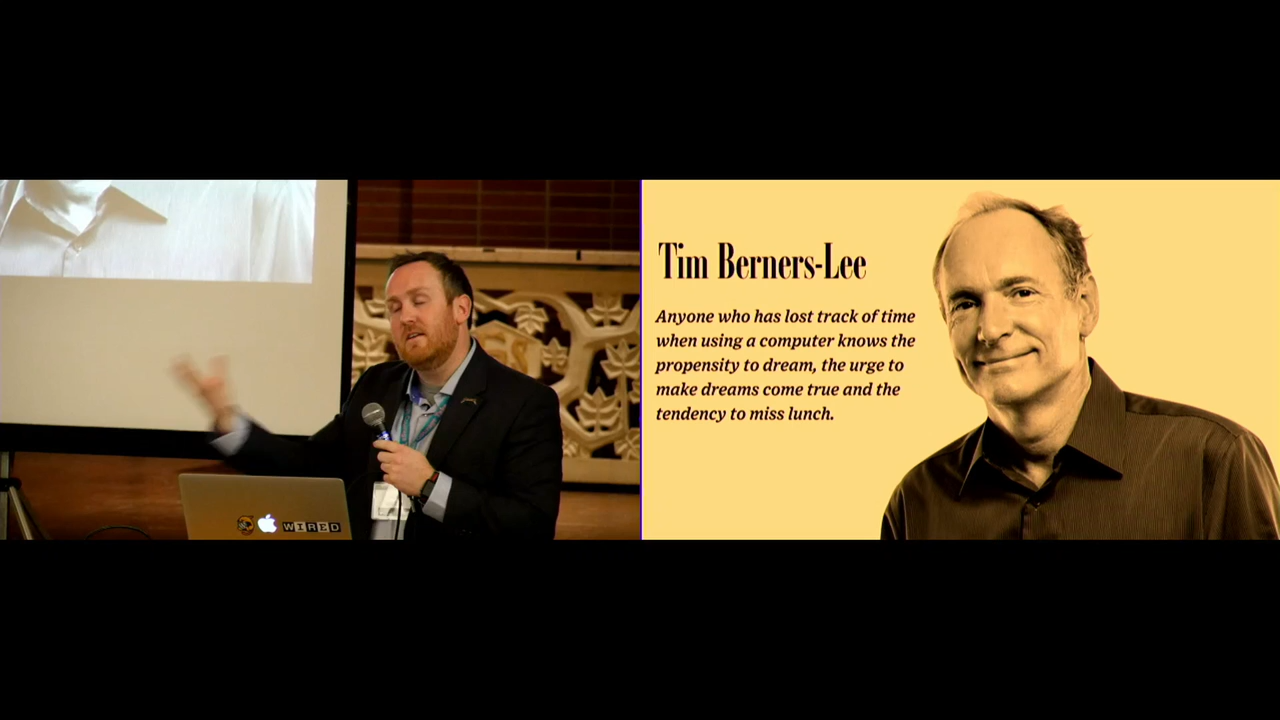 WIRED
Tim Berners-Lee
Anyone who has lost track of time
when using a computer knows the
propensity to dream, the urge to
make dreams come true and the
tendency to miss lunch.